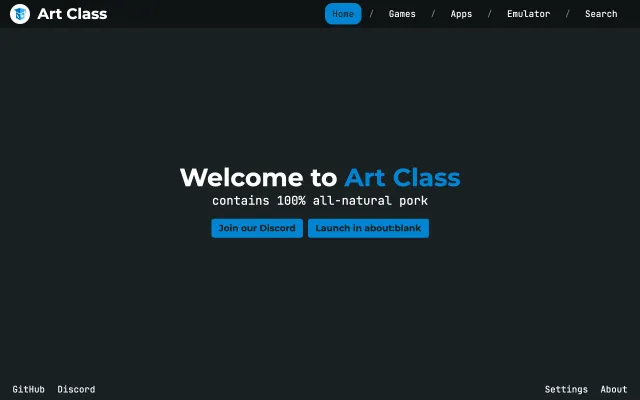 Art Class
Home / Games / Apps / Emulator / Search
Welcome to Art Class
contains 100% all-natural pork
Join our Discord Launch in about:blank
GitHub Discord Settings About